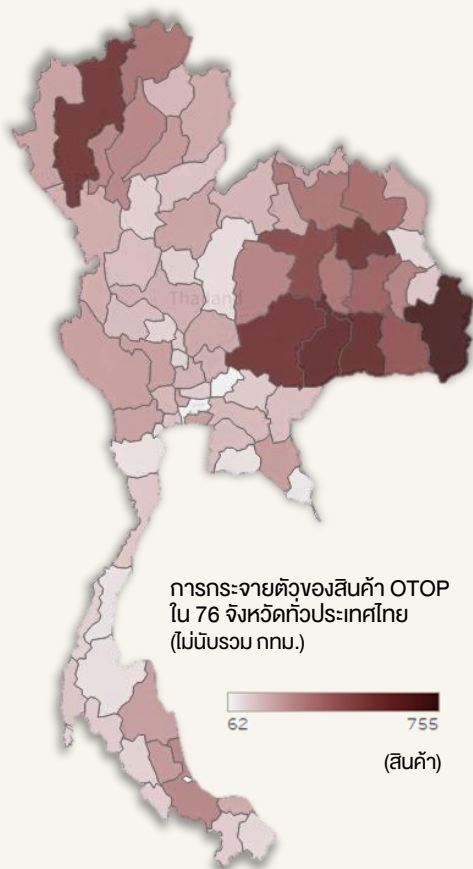 Thailand
การกระจายตัวของสินค้า OTOP
ใน 76 จังหวัดทั่วประเทศไทย
(ไม่นับรวม กทม.)
62 755
(สินค้า)